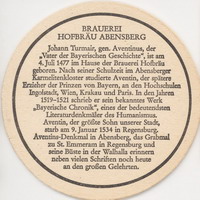 BRAUEREI
HOFBRÄU ABENSBERG
Johann Turmair, gen. Aventinus, der
„Vater der Bayerischen Geschichte", ist am
4. Juli 1477 im Hause der Brauerei Hofbräu
geboren. Nach seiner Schulzeit im Abensberger
Karmelitenkloster studierte Aventin, der spätere
Erzieher der Prinzen von Bayern, an den Hochschulen
Ingolstadt, Wien, Krakau und Paris. In den Jahren
1519-1521 schrieb er sein bekanntes Werk
„Bayerische Chronik", eines der bedeutendsten
Literaturdenkmäler des Humanismus.
Aventin, der größte Sohn unserer Stadt,
starb am 9. Januar 1534 in Regensburg.
Aventins-Denkmal in Abensberg, das Grabmal
zu St. Emmeram in Regensburg und
seine Büste in der Walhalla erinnern
neben vielen Schriften noch heute
an den großen Gelehrten.